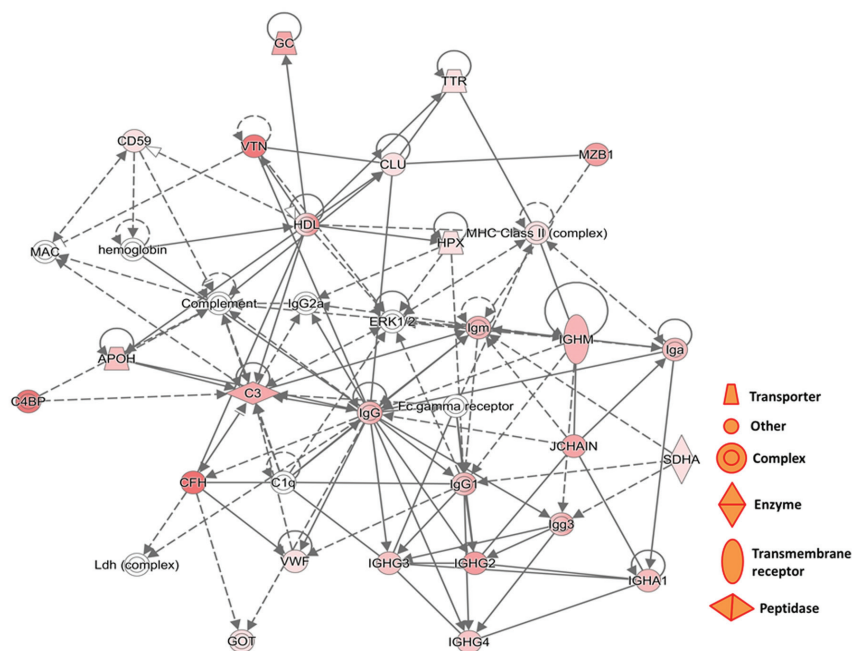 GC
TTR
CD59
VTN
CLU
MZB1
HDL
MHC Class II (complex)
HPX
MAC
hemoglobin
Complement
IgG2a
ERK1/2
Igm
IGHM
Iga
APOH
C4BP
C3
IgG
Fc gamma receptor
JCHAIN
SDHA
CFH
C1q
IgG1
Igg3
Ldh (complex)
VWF
IGHG3
IGHG2
IGHA1
GOT
IGHG4
Transporter
Other
Complex
Enzyme
Transmembrane
receptor
Peptidase